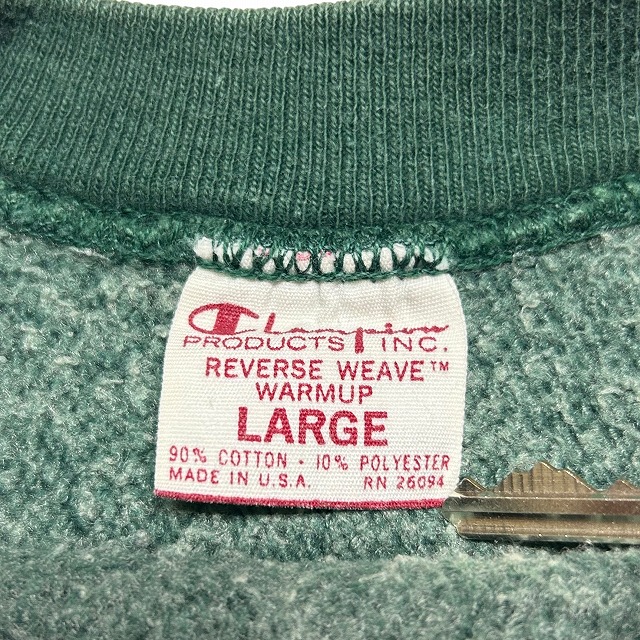 Champion
PRODUCTS INC.
REVERSE WEAVE™
WARMUP
LARGE
90% COTTON · 10% POLYESTER
MADE IN U.S.A. RN 26094